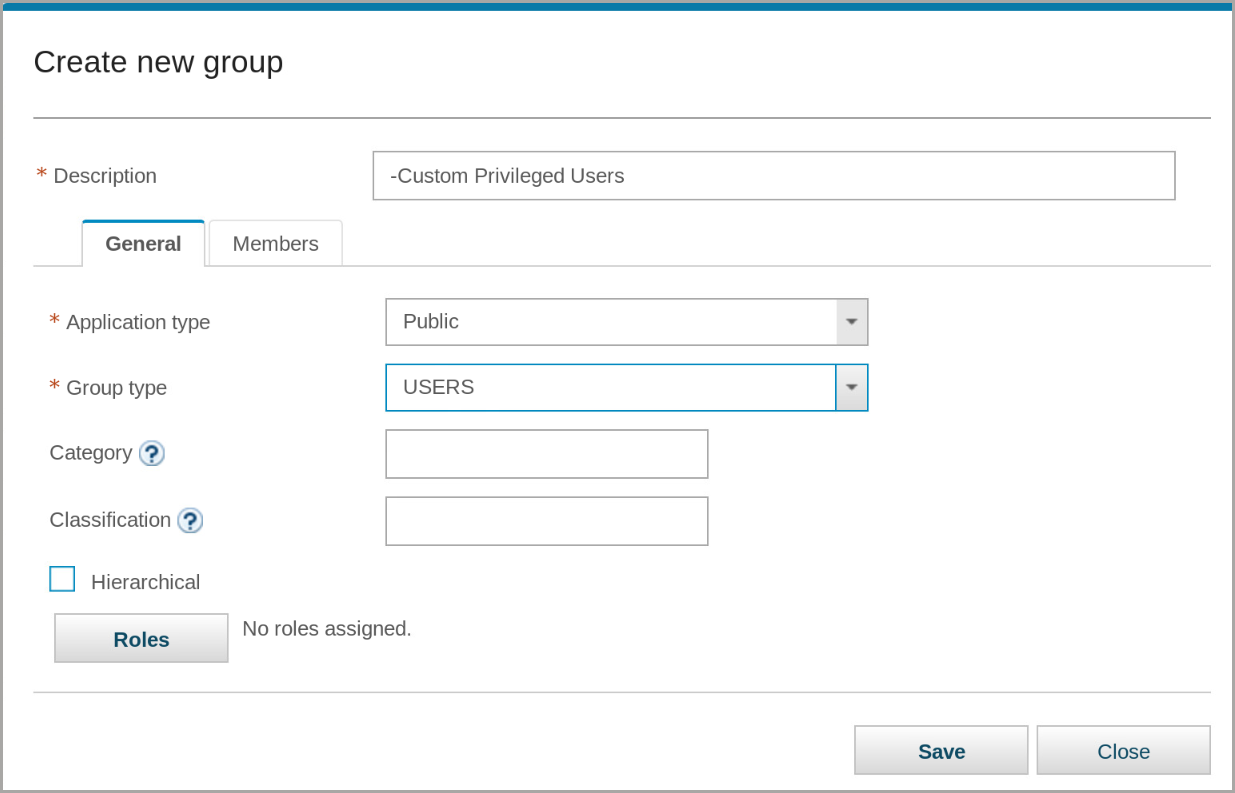 Create new group
* Description -Custom Privileged Users
General Members
* Application type Public
* Group type USERS
Category ?
Classification ?
Hierarchical
Roles No roles assigned.
Save Close